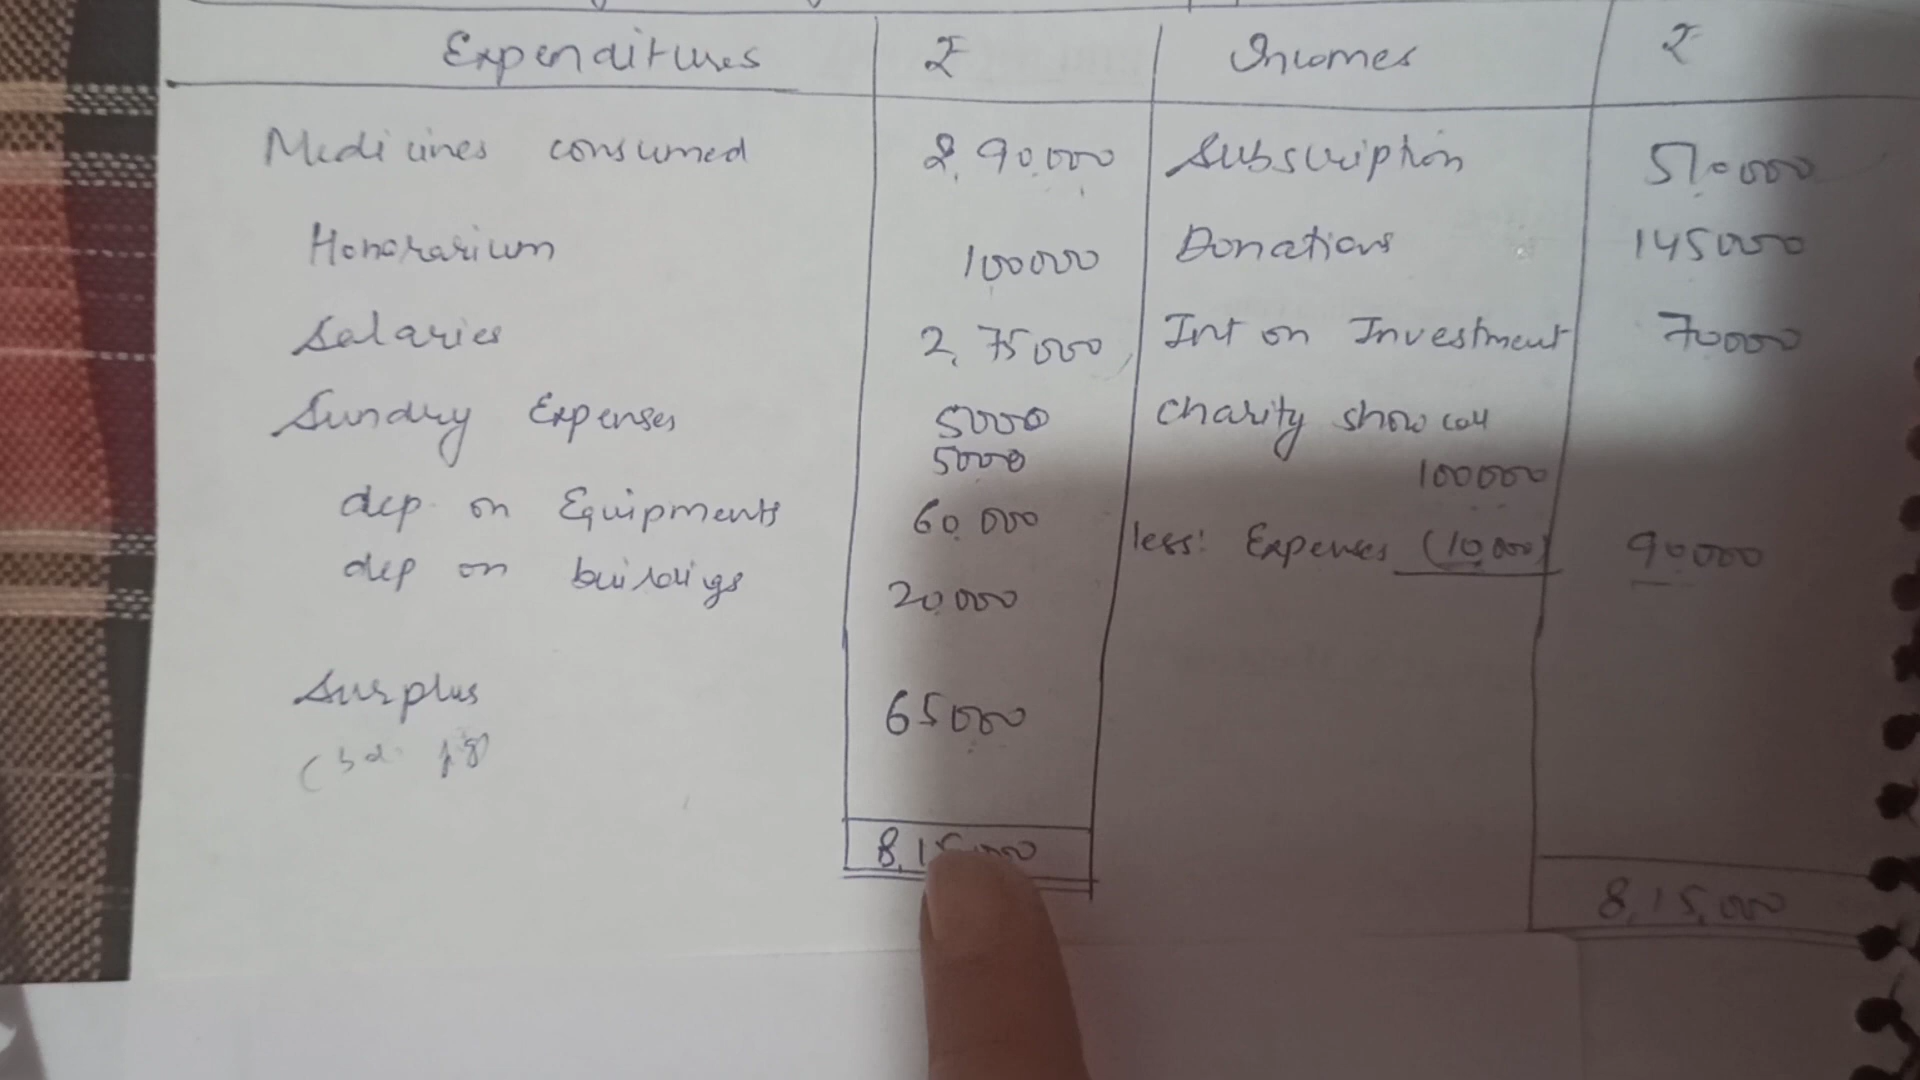 Expenditures ₹ Incomes ₹
Medicines consumed 2,90,000 Subscription 510000
Honorarium 100000 Donations 145000
Salaries 2,75000 Int on Investment 70000
Sundry Expenses 5000 Charity show
5000 100000
dep. on Equipments 60,000 less: Expenses (10,000) 90000
dep on buildings 20,000
Surplus 65000
8,15,000